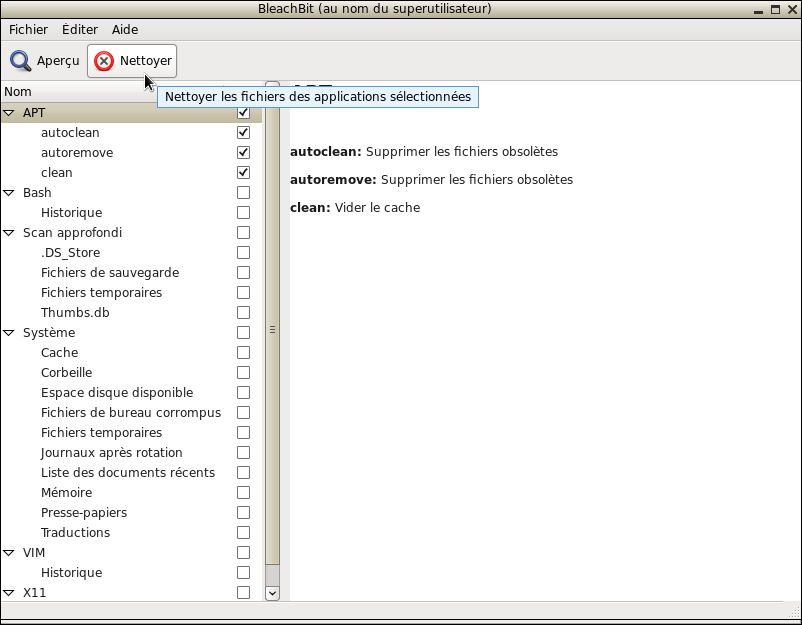 BleachBit (au nom du superutilisateur)
Fichier Éditer Aide
Aperçu Nettoyer
Nom
Nettoyer les fichiers des applications sélectionnées
APT
autoclean
autoremove
clean
Bash
Historique
Scan approfondi
.DS_Store
Fichiers de sauvegarde
Fichiers temporaires
Thumbs.db
Système
Cache
Corbeille
Espace disque disponible
Fichiers de bureau corrompus
Fichiers temporaires
Journaux après rotation
Liste des documents récents
Mémoire
Presse-papiers
Traductions
VIM
Historique
X11
autoclean: Supprimer les fichiers obsolètes
autoremove: Supprimer les fichiers obsolètes
clean: Vider le cache